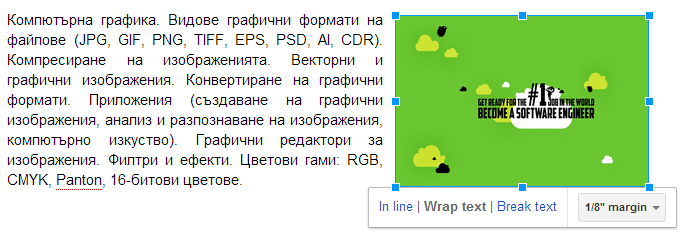 Компютърна графика. Видове графични формати на
файлове (JPG, GIF, PNG, TIFF, EPS, PSD, AI, CDR).
Компресиране на изображенията. Векторни и
графични изображения. Конвертиране на графични
формати. Приложения (създаване на графични
изображения, анализ и разпознаване на изображения,
компютърно изкуство). Графични редактори за
изображения. Филтри и ефекти. Цветови гами: RGB,
CMYK, Panton, 16-битови цветове.
GET READY FOR THE #1 JOB IN THE WORLD
BECOME A SOFTWARE ENGINEER
In line | Wrap text | Break text
1/8" margin